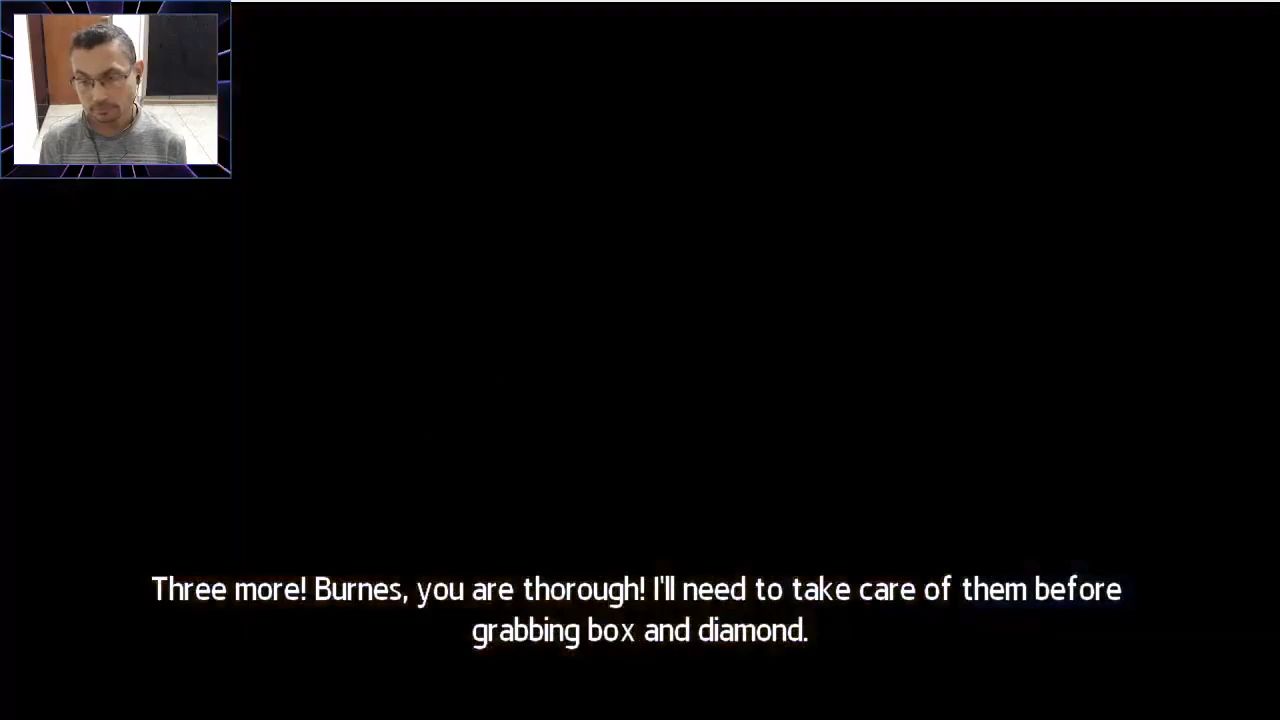 Three more! Burnes, you are thorough! I'll need to take care of them before
grabbing box and diamond.